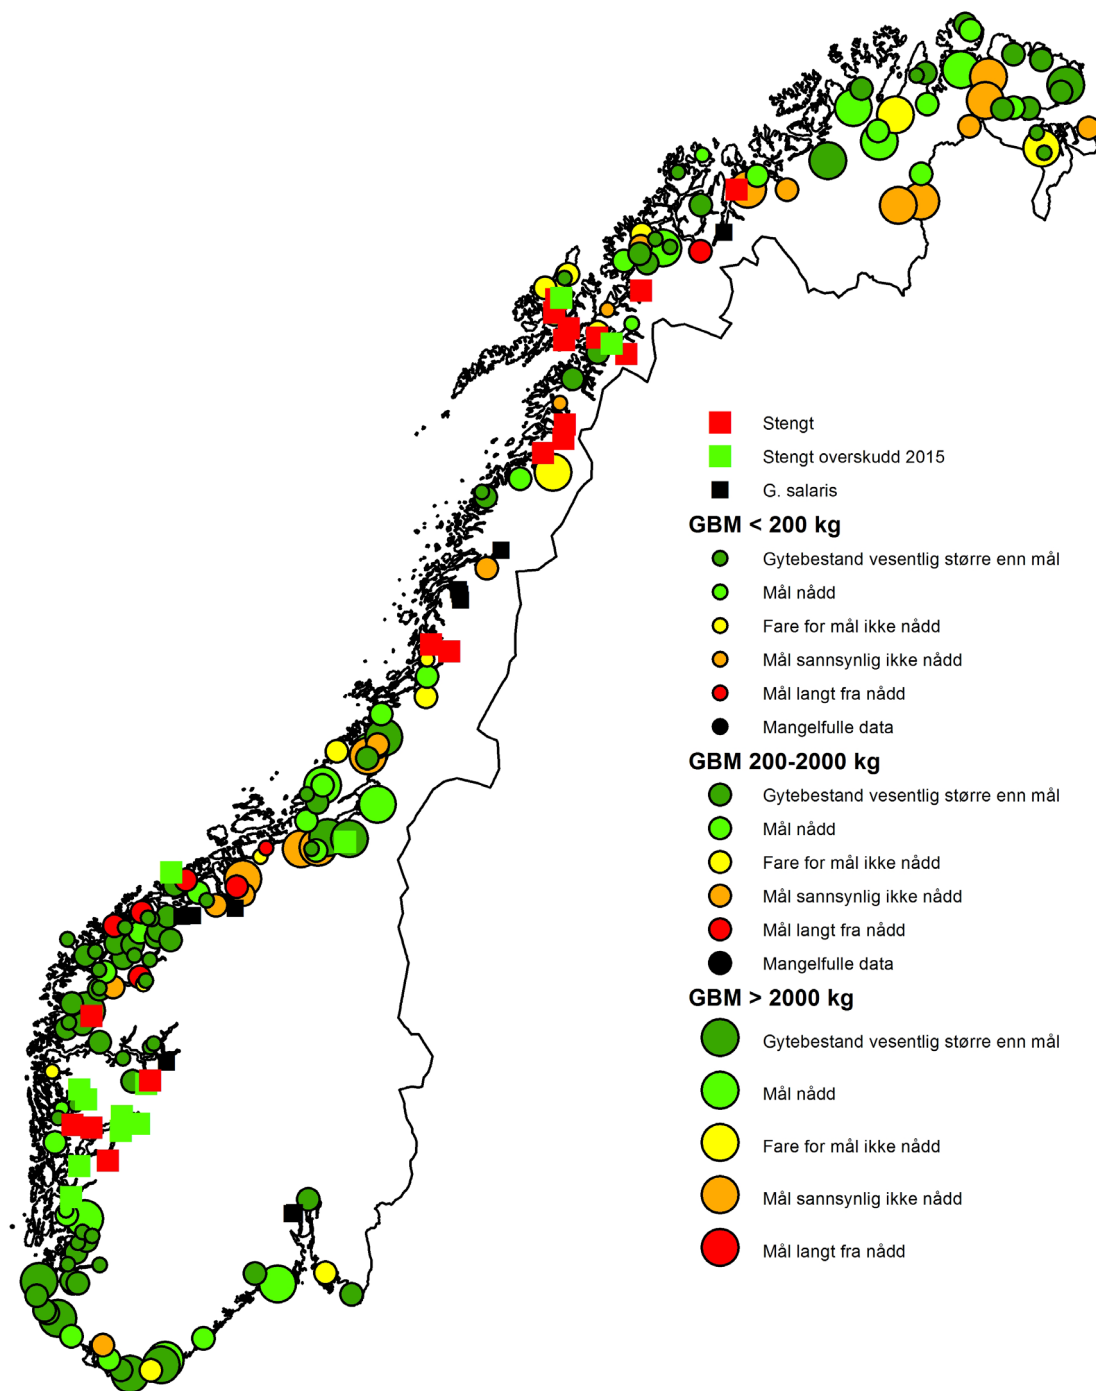 Stengt
Stengt overskudd 2015
G. salaris
GBM < 200 kg
Gytebestand vesentlig større enn mål
Mål nådd
Fare for mål ikke nådd
Mål sannsynlig ikke nådd
Mål langt fra nådd
Mangelfulle data
GBM 200-2000 kg
Gytebestand vesentlig større enn mål
Mål nådd
Fare for mål ikke nådd
Mål sannsynlig ikke nådd
Mål langt fra nådd
Mangelfulle data
GBM > 2000 kg
Gytebestand vesentlig større enn mål
Mål nådd
Fare for mål ikke nådd
Mål sannsynlig ikke nådd
Mål langt fra nådd